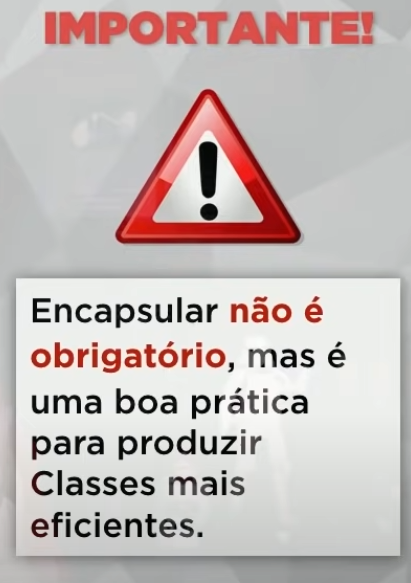 IMPORTANTE!
Encapsular não é
obrigatório, mas é
uma boa prática
para produzir
Classes mais
eficientes.